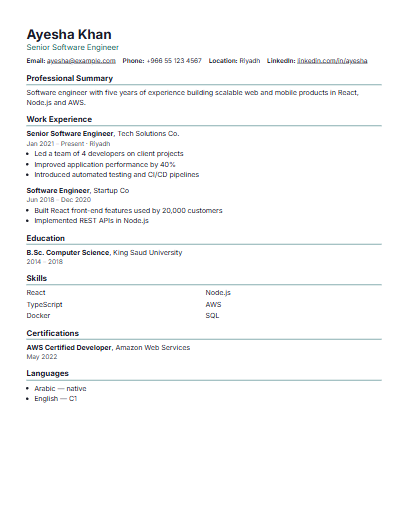 Ayesha Khan
Senior Software Engineer
Email: ayesha@example.com Phone: +966 55 123 4567 Location: Riyadh LinkedIn: linkedin.com/in/ayesha
Professional Summary
Software engineer with five years of experience building scalable web and mobile products in React,
Node.js and AWS.
Work Experience
Senior Software Engineer, Tech Solutions Co.
Jan 2021 - Present · Riyadh
• Led a team of 4 developers on client projects
• Improved application performance by 40%
• Introduced automated testing and CI/CD pipelines
Software Engineer, Startup Co
Jun 2018 - Dec 2020
• Built React front-end features used by 20,000 customers
• Implemented REST APIs in Node.js
Education
B.Sc. Computer Science, King Saud University
2014 - 2018
Skills
React Node.js
TypeScript AWS
Docker SQL
Certifications
AWS Certified Developer, Amazon Web Services
May 2022
Languages
• Arabic — native
• English — C1